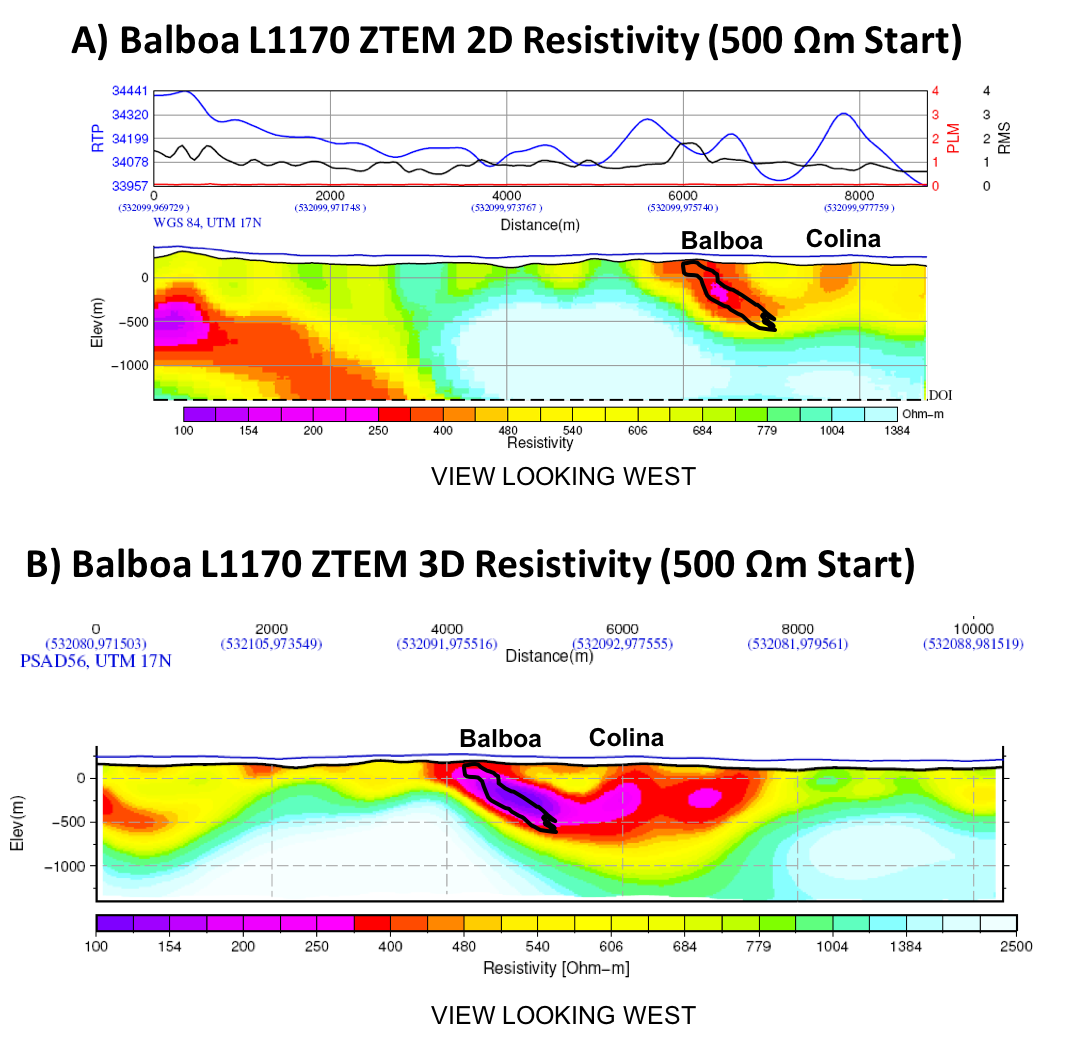 A) Balboa L1170 ZTEM 2D Resistivity (500 Ωm Start)
34441 4 4
34320 3 3
34199 2 2
34078 1 1
33957 0 0
RTP PLM RMS
0 2000 4000 6000 8000
(532099,969729 ) (532099,971748 ) (532099,973767 ) (532099,975740 ) (532099,977759 )
WGS 84, UTM 17N Distance(m)
Balboa Colina
0
−500
−1000
Elev(m)
DOI
Ohm−m
100 154 200 250 400 480 540 606 684 779 1004 1384
Resistivity
VIEW LOOKING WEST
B) Balboa L1170 ZTEM 3D Resistivity (500 Ωm Start)
0 2000 4000 6000 8000 10000
(532080,971503) (532105,973549) (532091,975516) (532092,977555) (532081,979561) (532088,981519)
PSAD56, UTM 17N Distance(m)
Balboa Colina
0
−500
−1000
Elev(m)
100 154 200 250 400 480 540 606 684 779 1004 1384 2500
Resistivity [Ohm−m]
VIEW LOOKING WEST